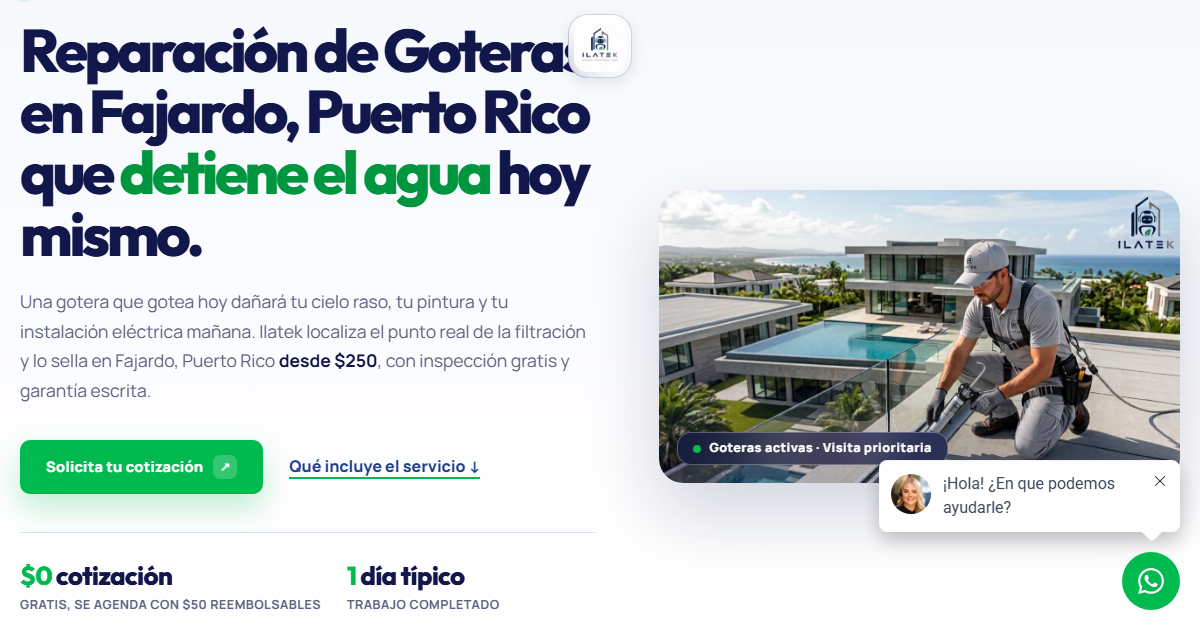 Reparación de Goteras
en Fajardo, Puerto Rico
que detiene el agua hoy
mismo.
ILATEK
Una gotera que gotea hoy dañará tu cielo raso, tu pintura y tu
instalación eléctrica mañana. Ilatek localiza el punto real de la filtración
y lo sella en Fajardo, Puerto Rico desde $250, con inspección gratis y
garantía escrita.
Solicita tu cotización ↗
Qué incluye el servicio ↓
$0 cotización
GRATIS, SE AGENDA CON $50 REEMBOLSABLES
1 día típico
TRABAJO COMPLETADO
ILATEK
Goteras activas · Visita prioritaria
¡Hola! ¿En que podemos
ayudarle?